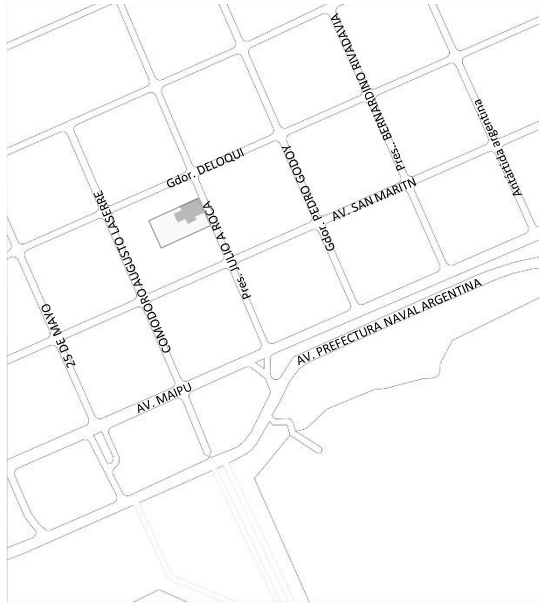 Pres.. BERNARDINO RIVADAVIA
Antártida argentina
Gdor. DELOQUI
Gdor. PEDRO GODOY
AV. SAN MARITN
COMODORO AUGUSTO LASERRE
Pres. JULIO A ROCA
25 DE MAYO
AV. PREFECTURA NAVAL ARGENTINA
AV. MAIPU